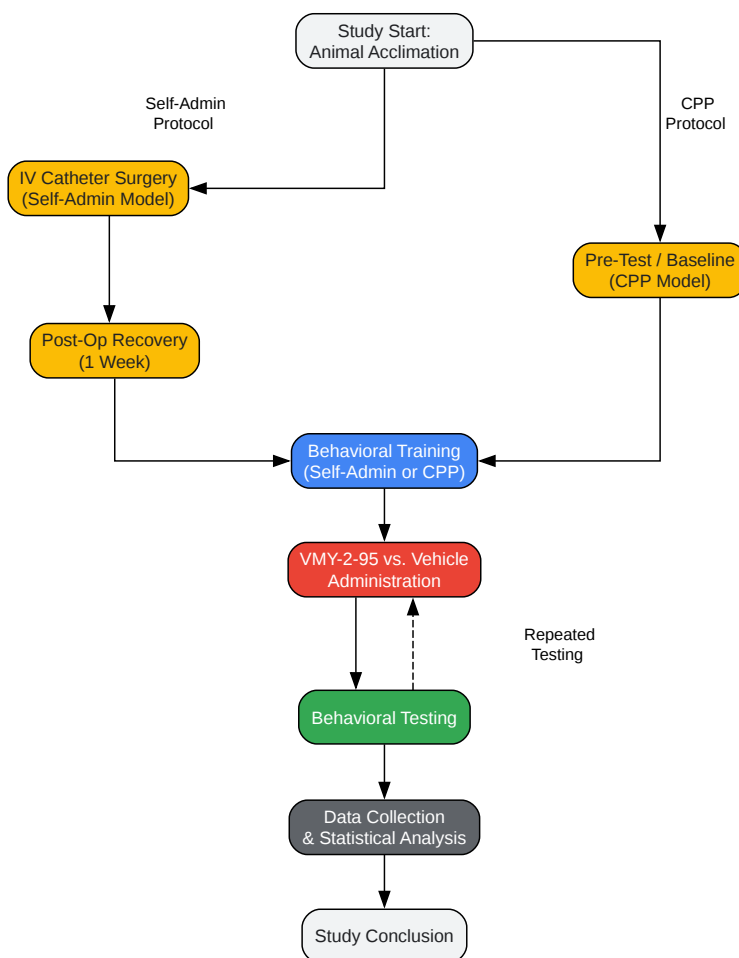 Study Start:
Animal Acclimation
Self-Admin
Protocol
CPP
Protocol
IV Catheter Surgery
(Self-Admin Model)
Pre-Test / Baseline
(CPP Model)
Post-Op Recovery
(1 Week)
Behavioral Training
(Self-Admin or CPP)
VMY-2-95 vs. Vehicle
Administration
Repeated
Testing
Behavioral Testing
Data Collection
& Statistical Analysis
Study Conclusion